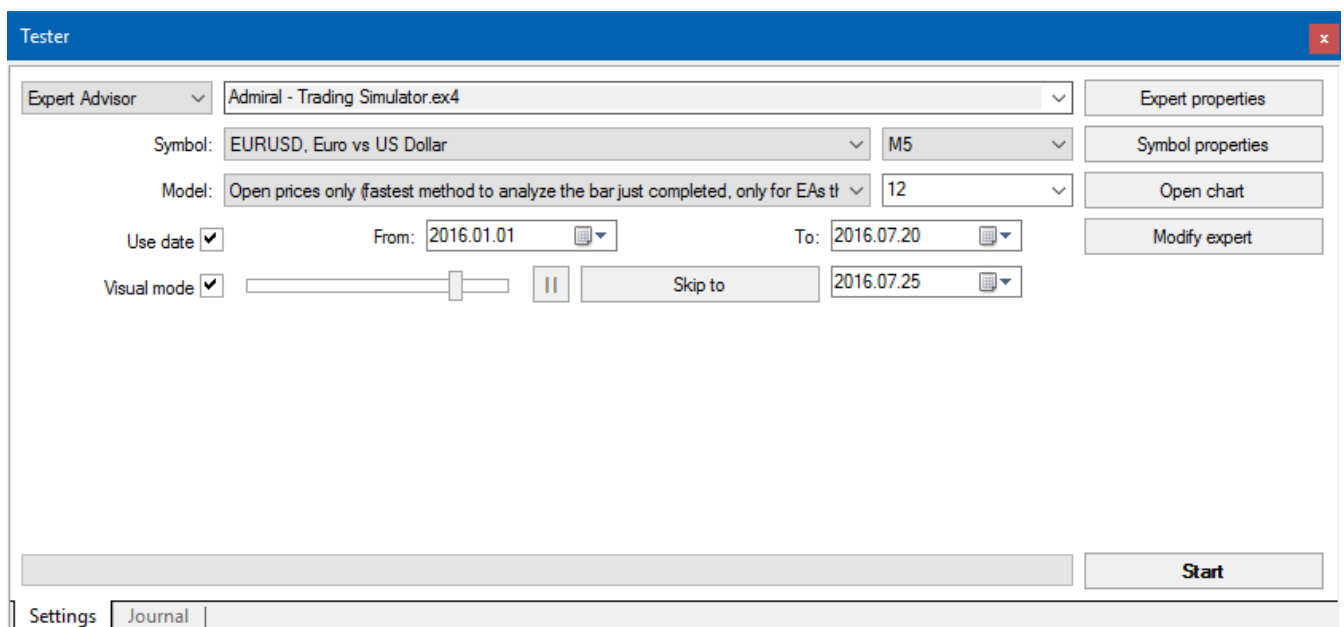 Tester
x
Expert Advisor Admiral - Trading Simulator.ex4 Expert properties
Symbol: EURUSD, Euro vs US Dollar M5 Symbol properties
Model: Open prices only (fastest method to analyze the bar just completed, only for EAs th 12 Open chart
Use date From: 2016.01.01 To: 2016.07.20 Modify expert
Visual mode Skip to 2016.07.25
Start
Settings Journal